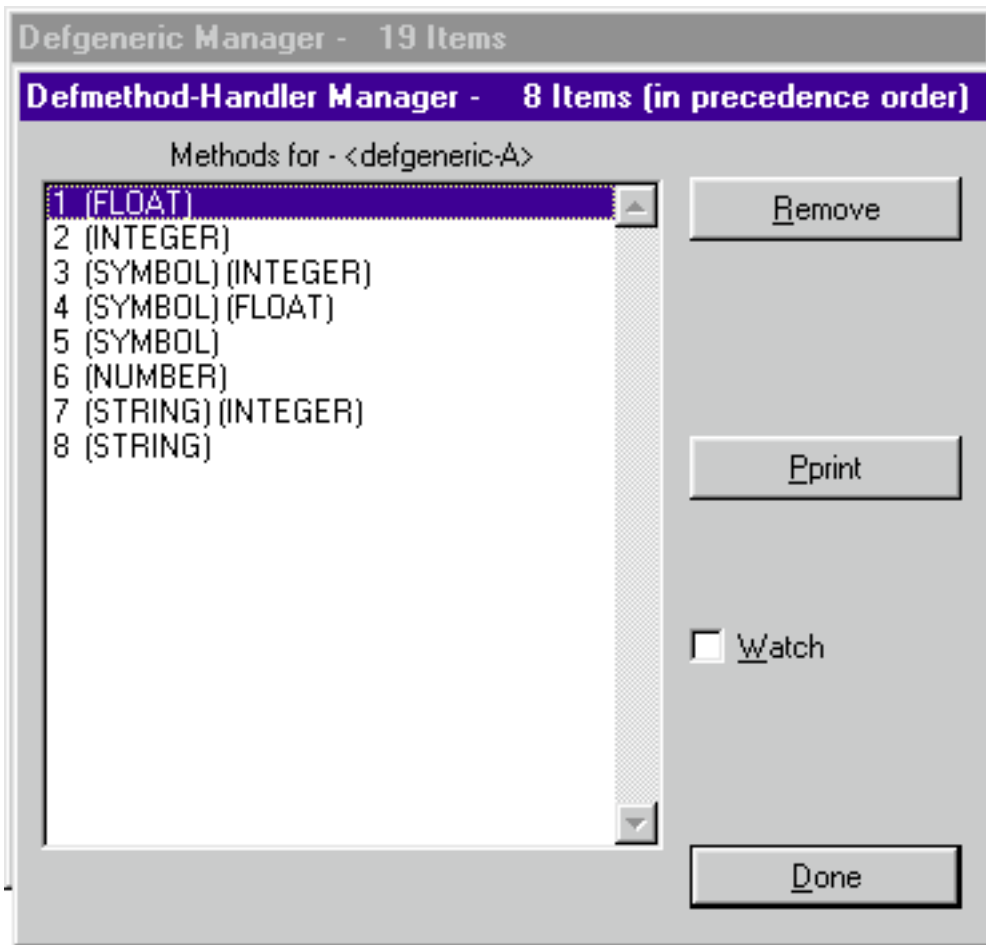 Defgeneric Manager - 19 Items
Defmethod-Handler Manager - 8 Items (in precedence order)
Methods for - <defgeneric-A>
1 (FLOAT)
2 (INTEGER)
3 (SYMBOL) (INTEGER)
4 (SYMBOL) (FLOAT)
5 (SYMBOL)
6 (NUMBER)
7 (STRING) (INTEGER)
8 (STRING)
Remove
Pprint
Watch
Done